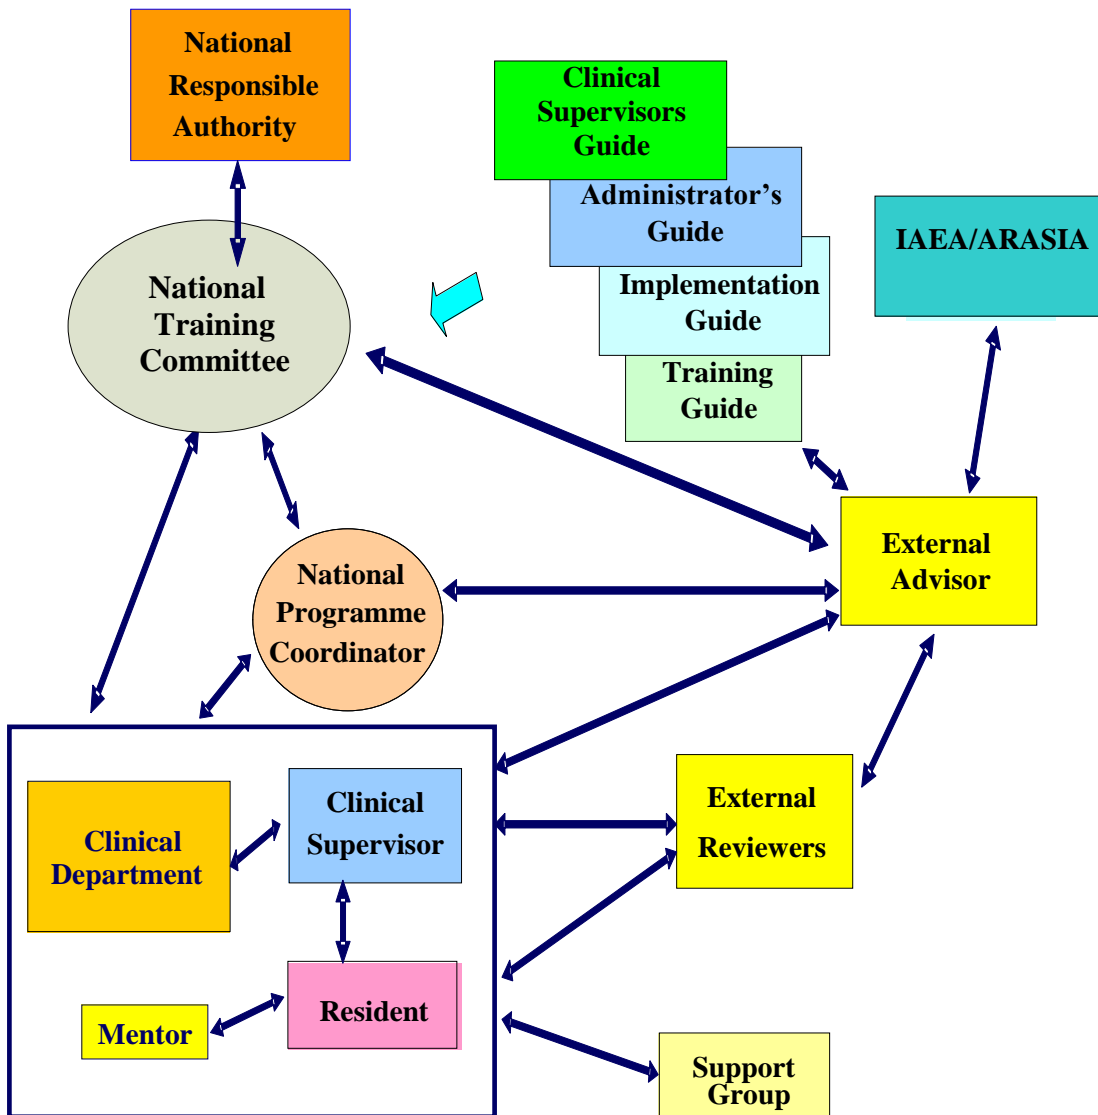 National
Responsible
Authority
Clinical
Supervisors
Guide
Administrator’s
Guide
IAEA/ARASIA
Implementation
Guide
National
Training
Committee
Training
Guide
External
Advisor
National
Programme
Coordinator
Clinical
Supervisor
External
Reviewers
Clinical
Department
Resident
Mentor
Support
Group